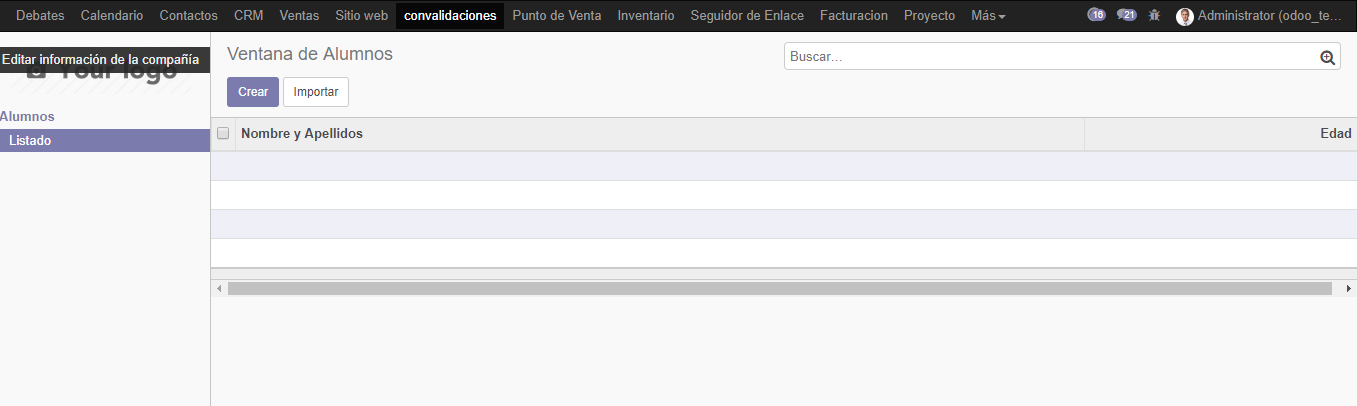 Debates Calendario Contactos CRM Ventas Sitio web convalidaciones Punto de Venta Inventario Seguidor de Enlace Facturacion Proyecto Más 16 21 Administrator (odoo_te...
Editar información de la compañía
Your logo
Ventana de Alumnos
Buscar...
Crear Importar
Alumnos
Listado
Nombre y Apellidos Edad